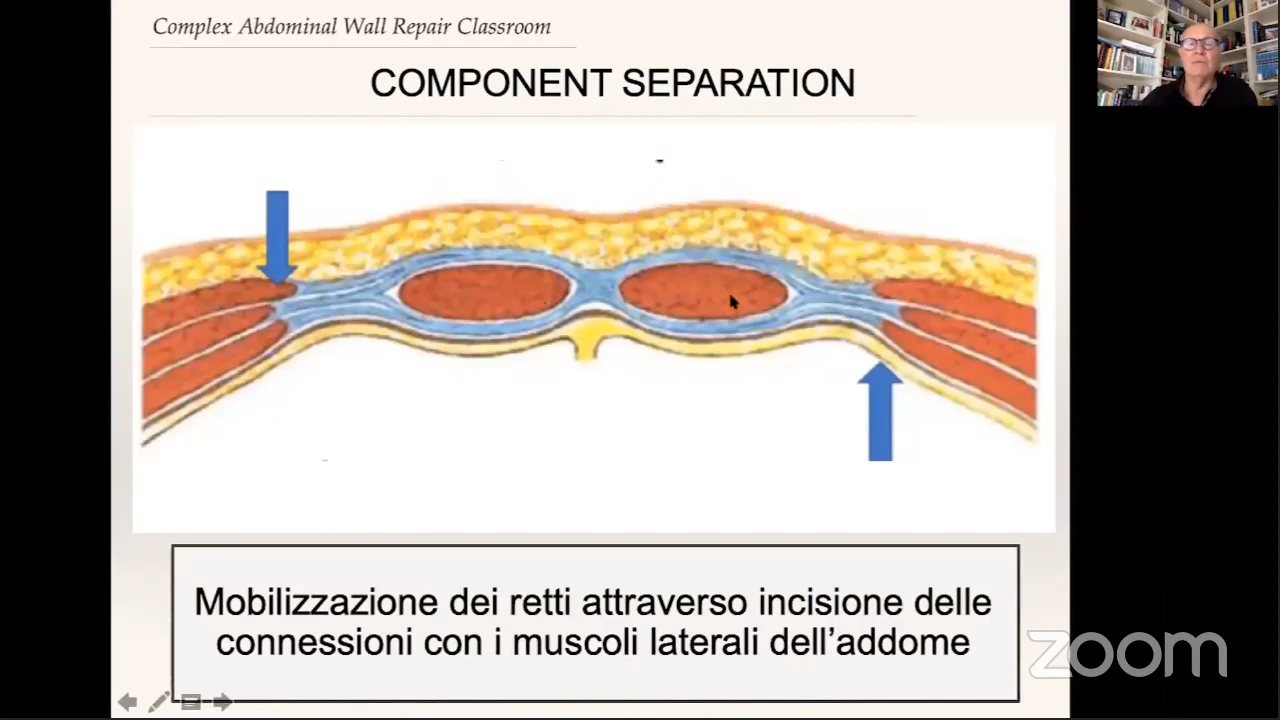 Complex Abdominal Wall Repair Classroom
COMPONENT SEPARATION
Mobilizzazione dei retti attraverso incisione delle
connessioni con i muscoli laterali dell’addome
zoom